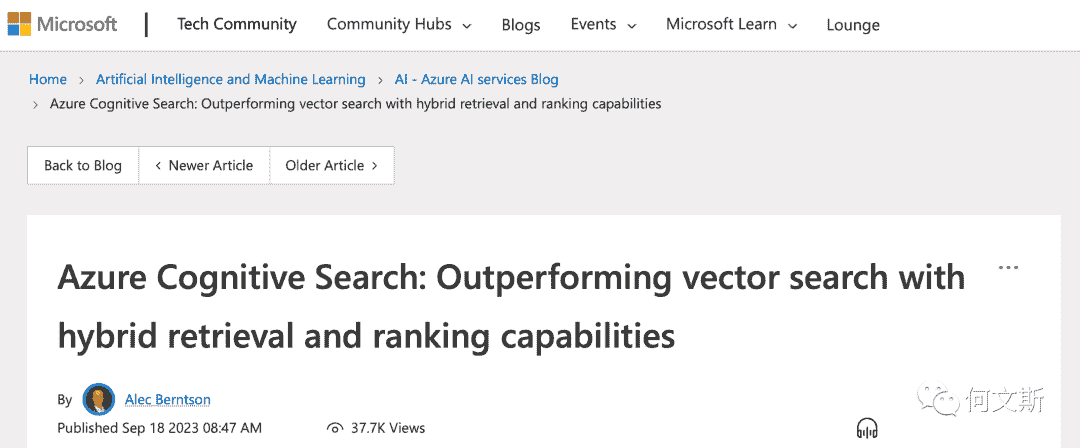 Microsoft | Tech Community Community Hubs Blogs Events Microsoft Learn Lounge
Home > Artificial Intelligence and Machine Learning > AI - Azure AI services Blog
> Azure Cognitive Search: Outperforming vector search with hybrid retrieval and ranking capabilities
Back to Blog < Newer Article Older Article >
Azure Cognitive Search: Outperforming vector search with ...
hybrid retrieval and ranking capabilities
By Alec Berntson
何文斯
Published Sep 18 2023 08:47 AM 37.7K Views